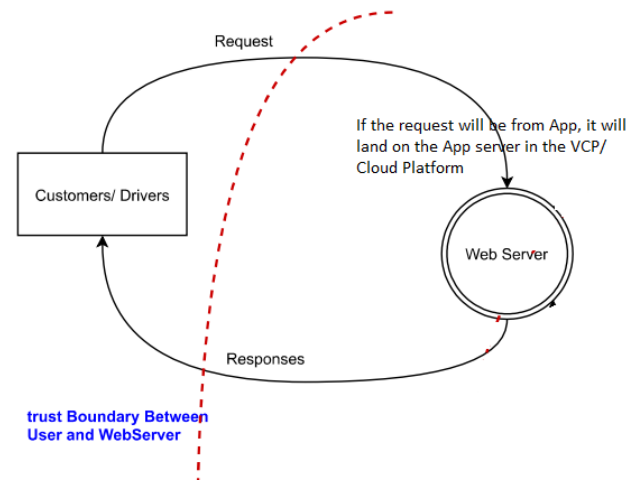 Request
If the request will be from App, it will
land on the App server in the VCP/
Cloud Platform
Customers/ Drivers
Web Server
Responses
trust Boundary Between
User and WebServer